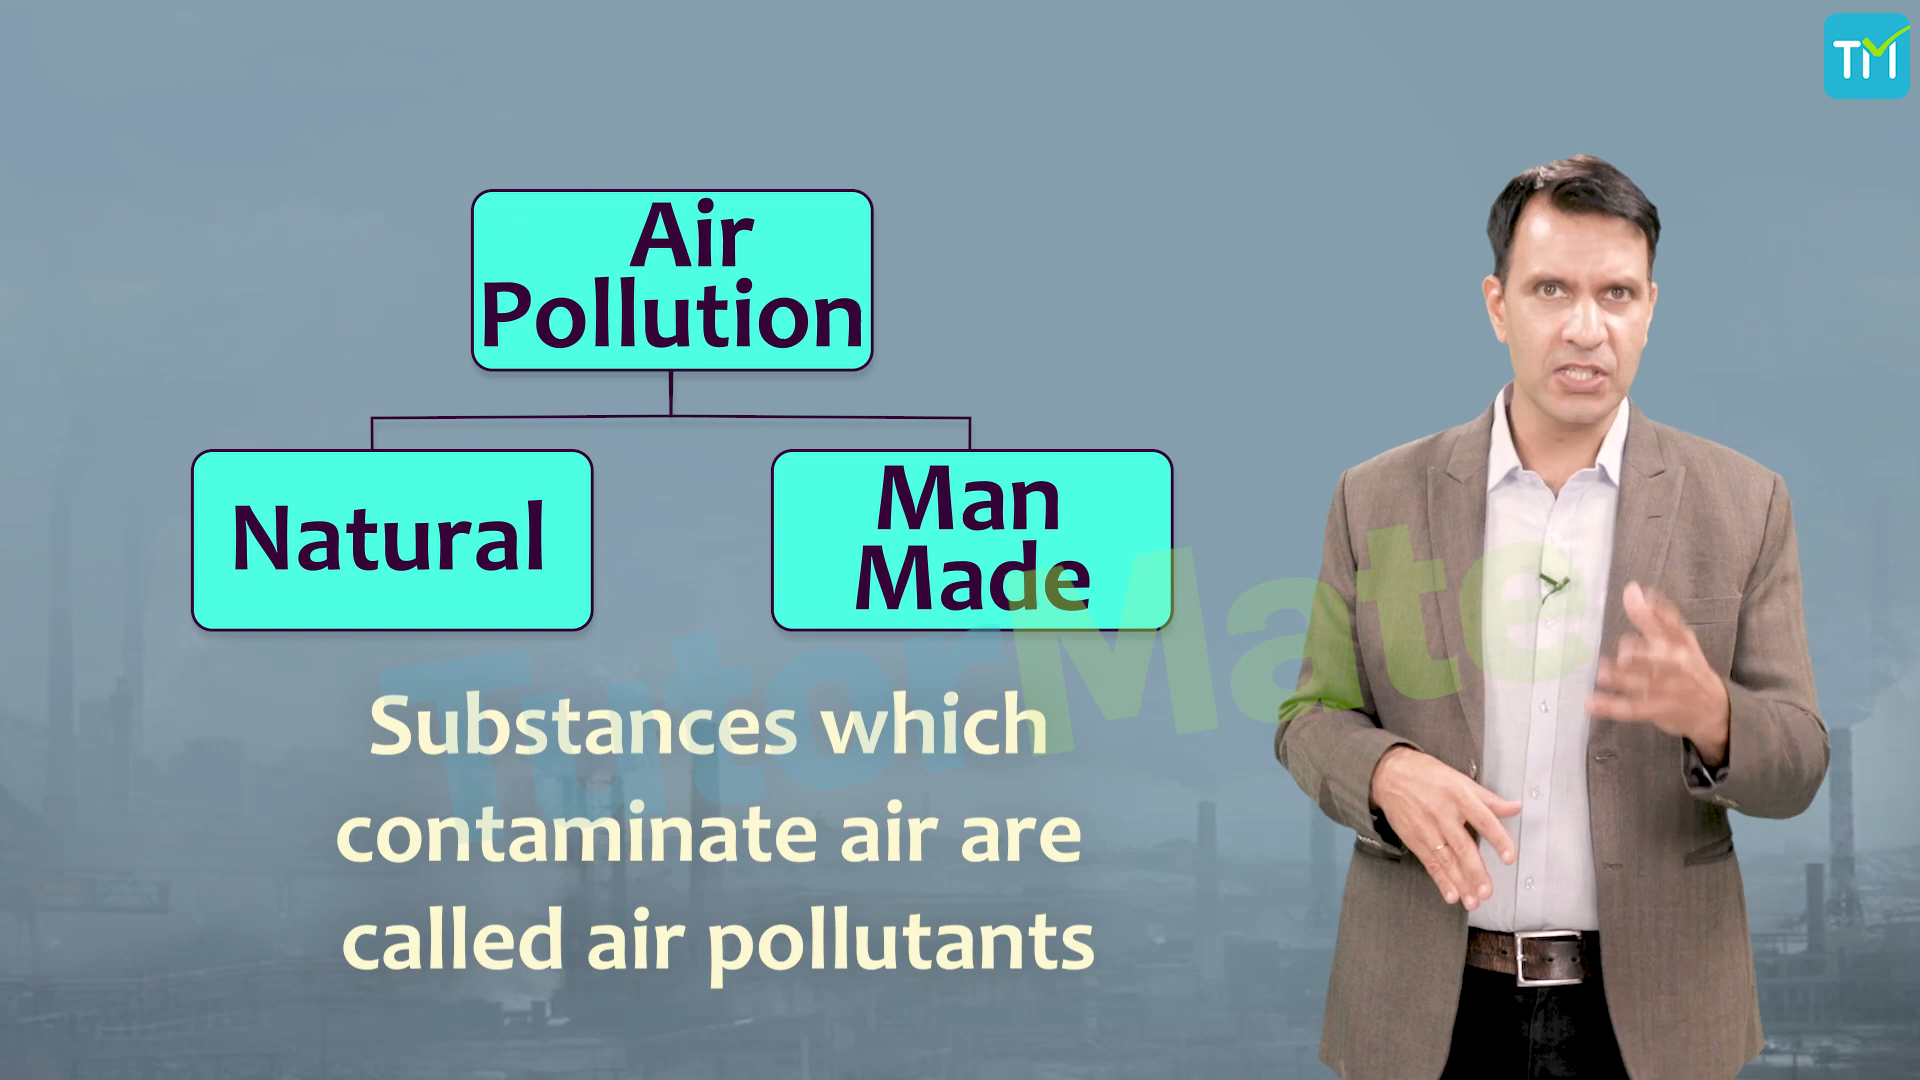 TM
Air
Pollution
Natural
Man
Made
TutorMate
Substances which
contaminate air are
called air pollutants